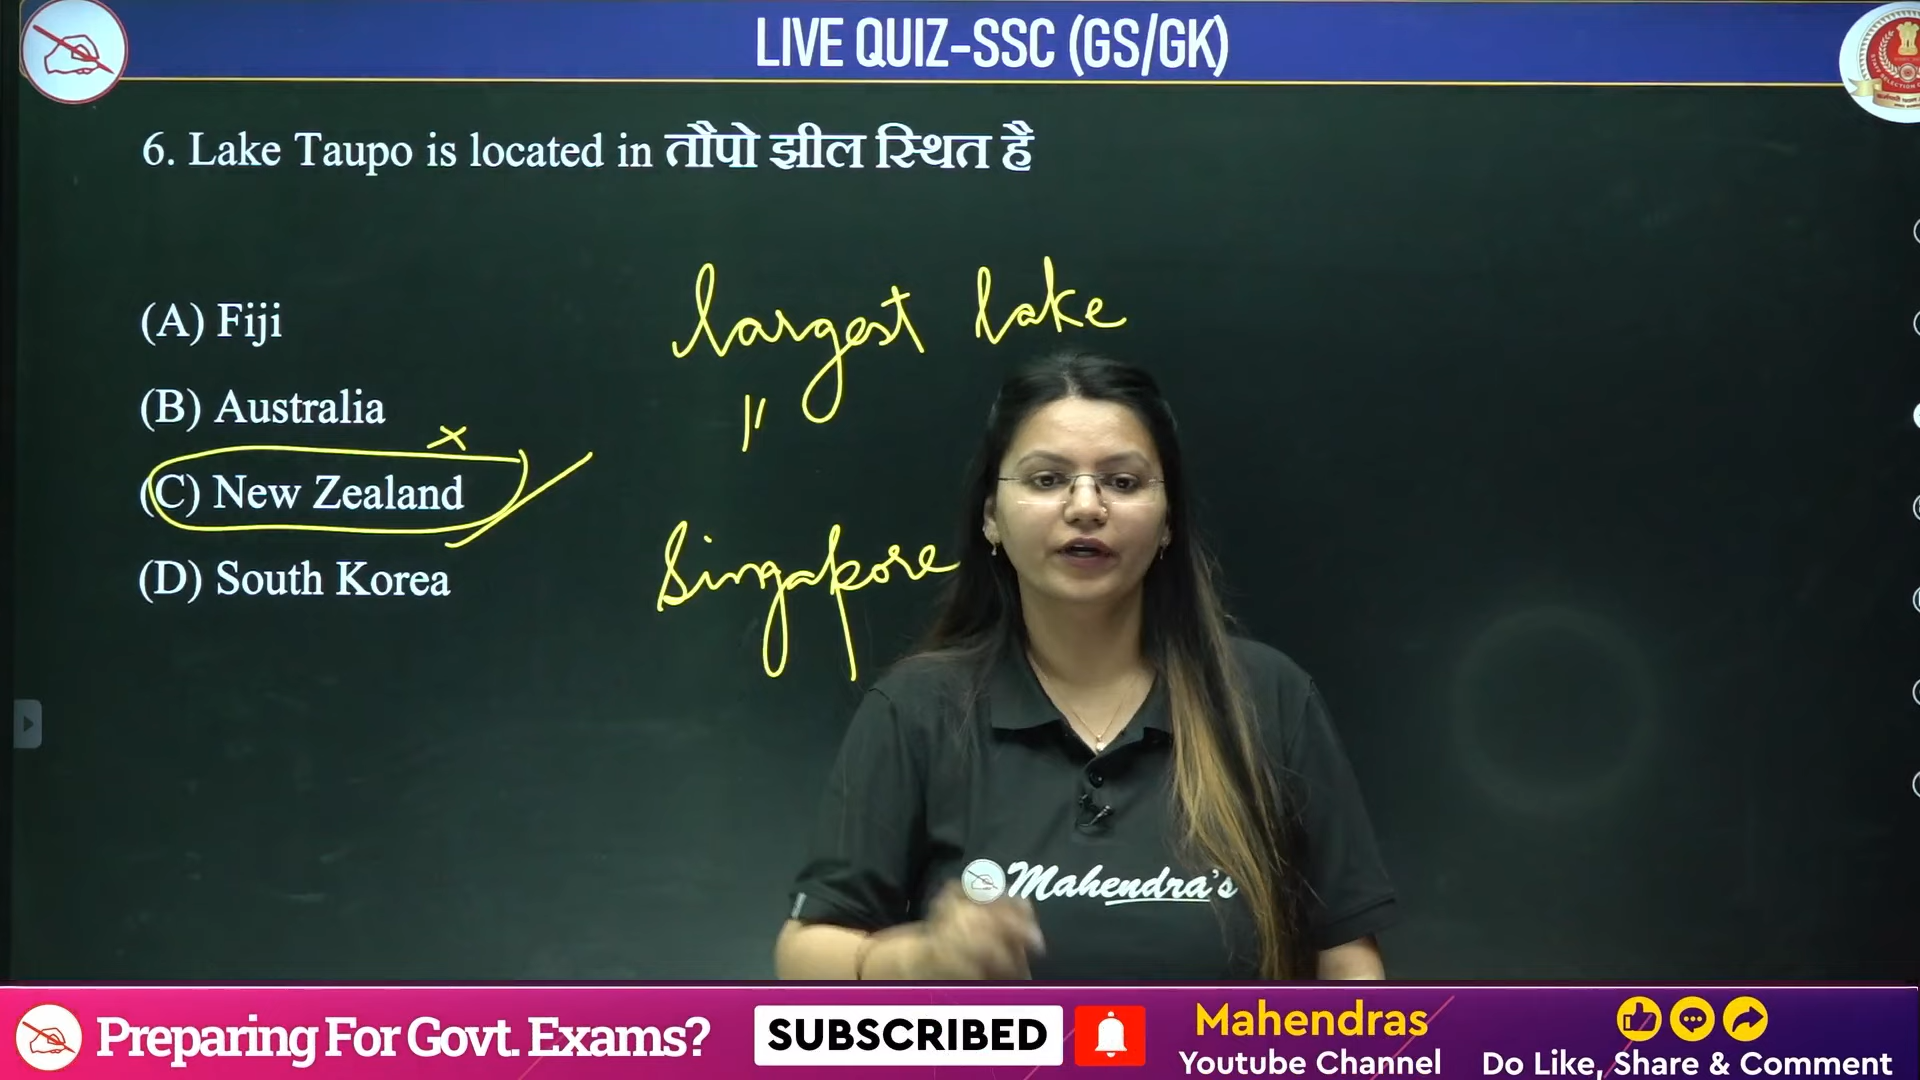 LIVE QUIZ-SSC (GS/GK)
6. Lake Taupo is located in तौपो झील स्थित है
(A) Fiji
(B) Australia
(C) New Zealand
(D) South Korea
largest lake
"
Singapore
Mahendra's
Preparing For Govt. Exams?
SUBSCRIBED
Mahendras
Youtube Channel
Do Like, Share & Comment